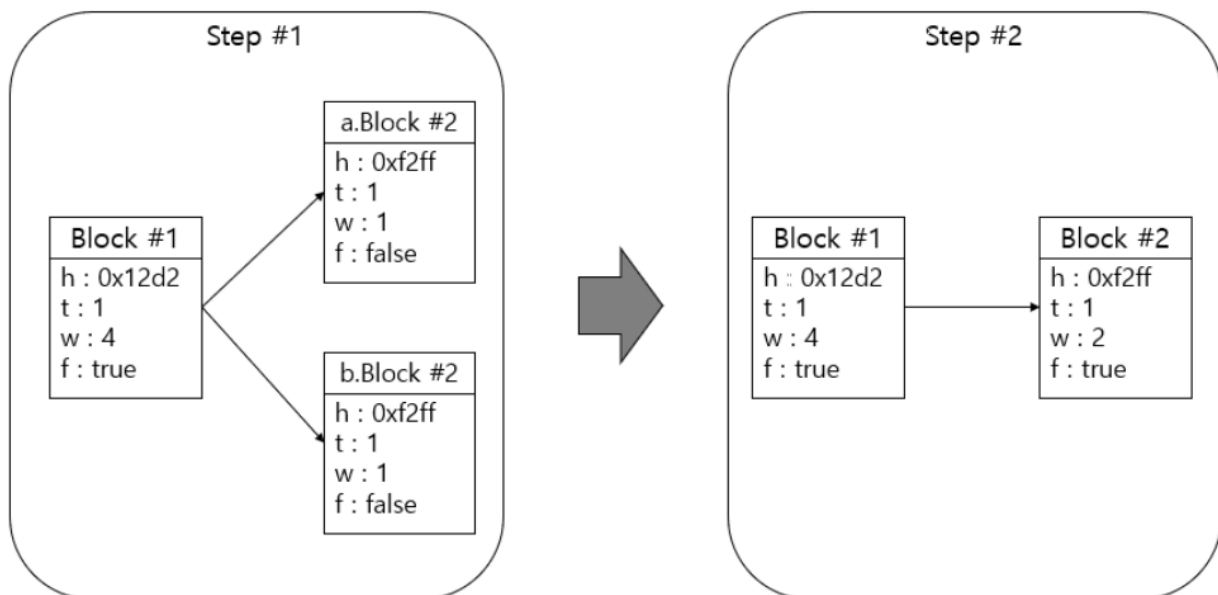 Step #1
a.Block #2
h : 0xf2ff
t : 1
w : 1
f : false
Block #1
h : 0x12d2
t : 1
w : 4
f : true
b.Block #2
h : 0xf2ff
t : 1
w : 1
f : false
Step #2
Block #1
h : 0x12d2
t : 1
w : 4
f : true
Block #2
h : 0xf2ff
t : 1
w : 2
f : true